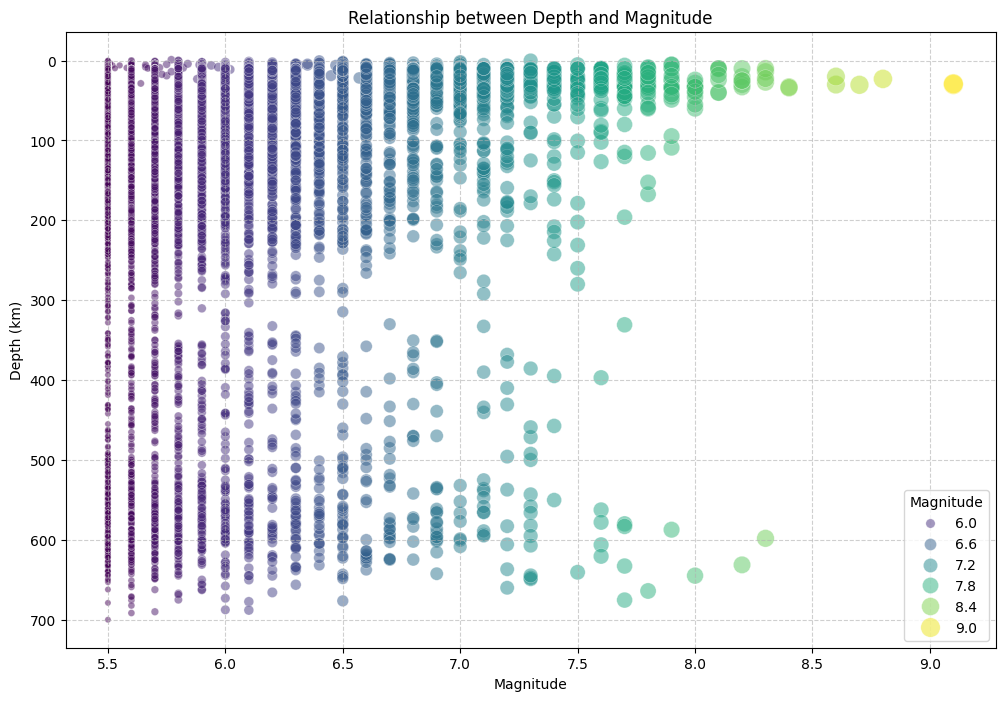 Relationship between Depth and Magnitude
0
100
200
300
400
500
600
700
Depth (km)
5.5 6.0 6.5 7.0 7.5 8.0 8.5 9.0
Magnitude
Magnitude
6.0
6.6
7.2
7.8
8.4
9.0